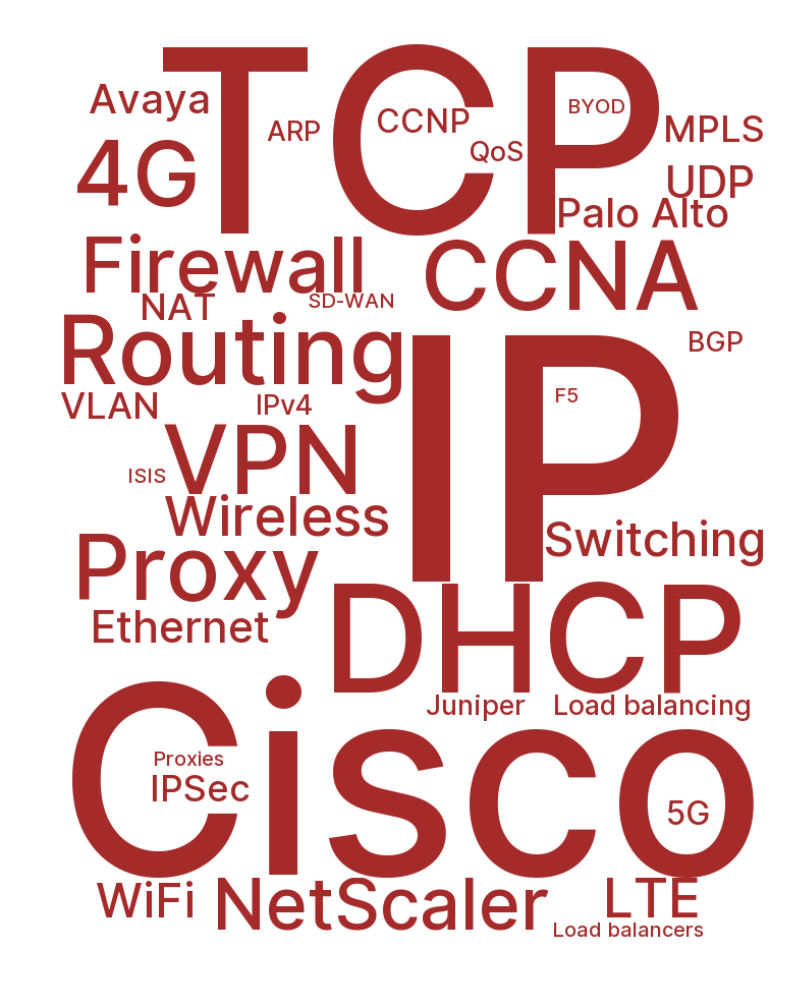 TCP
Avaya
ARP
CCNP
BYOD
MPLS
QoS
4G
UDP
Palo Alto
Firewall
CCNA
NAT
SD-WAN
Routing
IP
BGP
VLAN
IPv4
F5
VPN
ISIS
Wireless
Switching
Proxy
DHCP
Ethernet
Juniper
Load balancing
Cisco
Proxies
IPSec
5G
WiFi
NetScaler
LTE
Load balancers